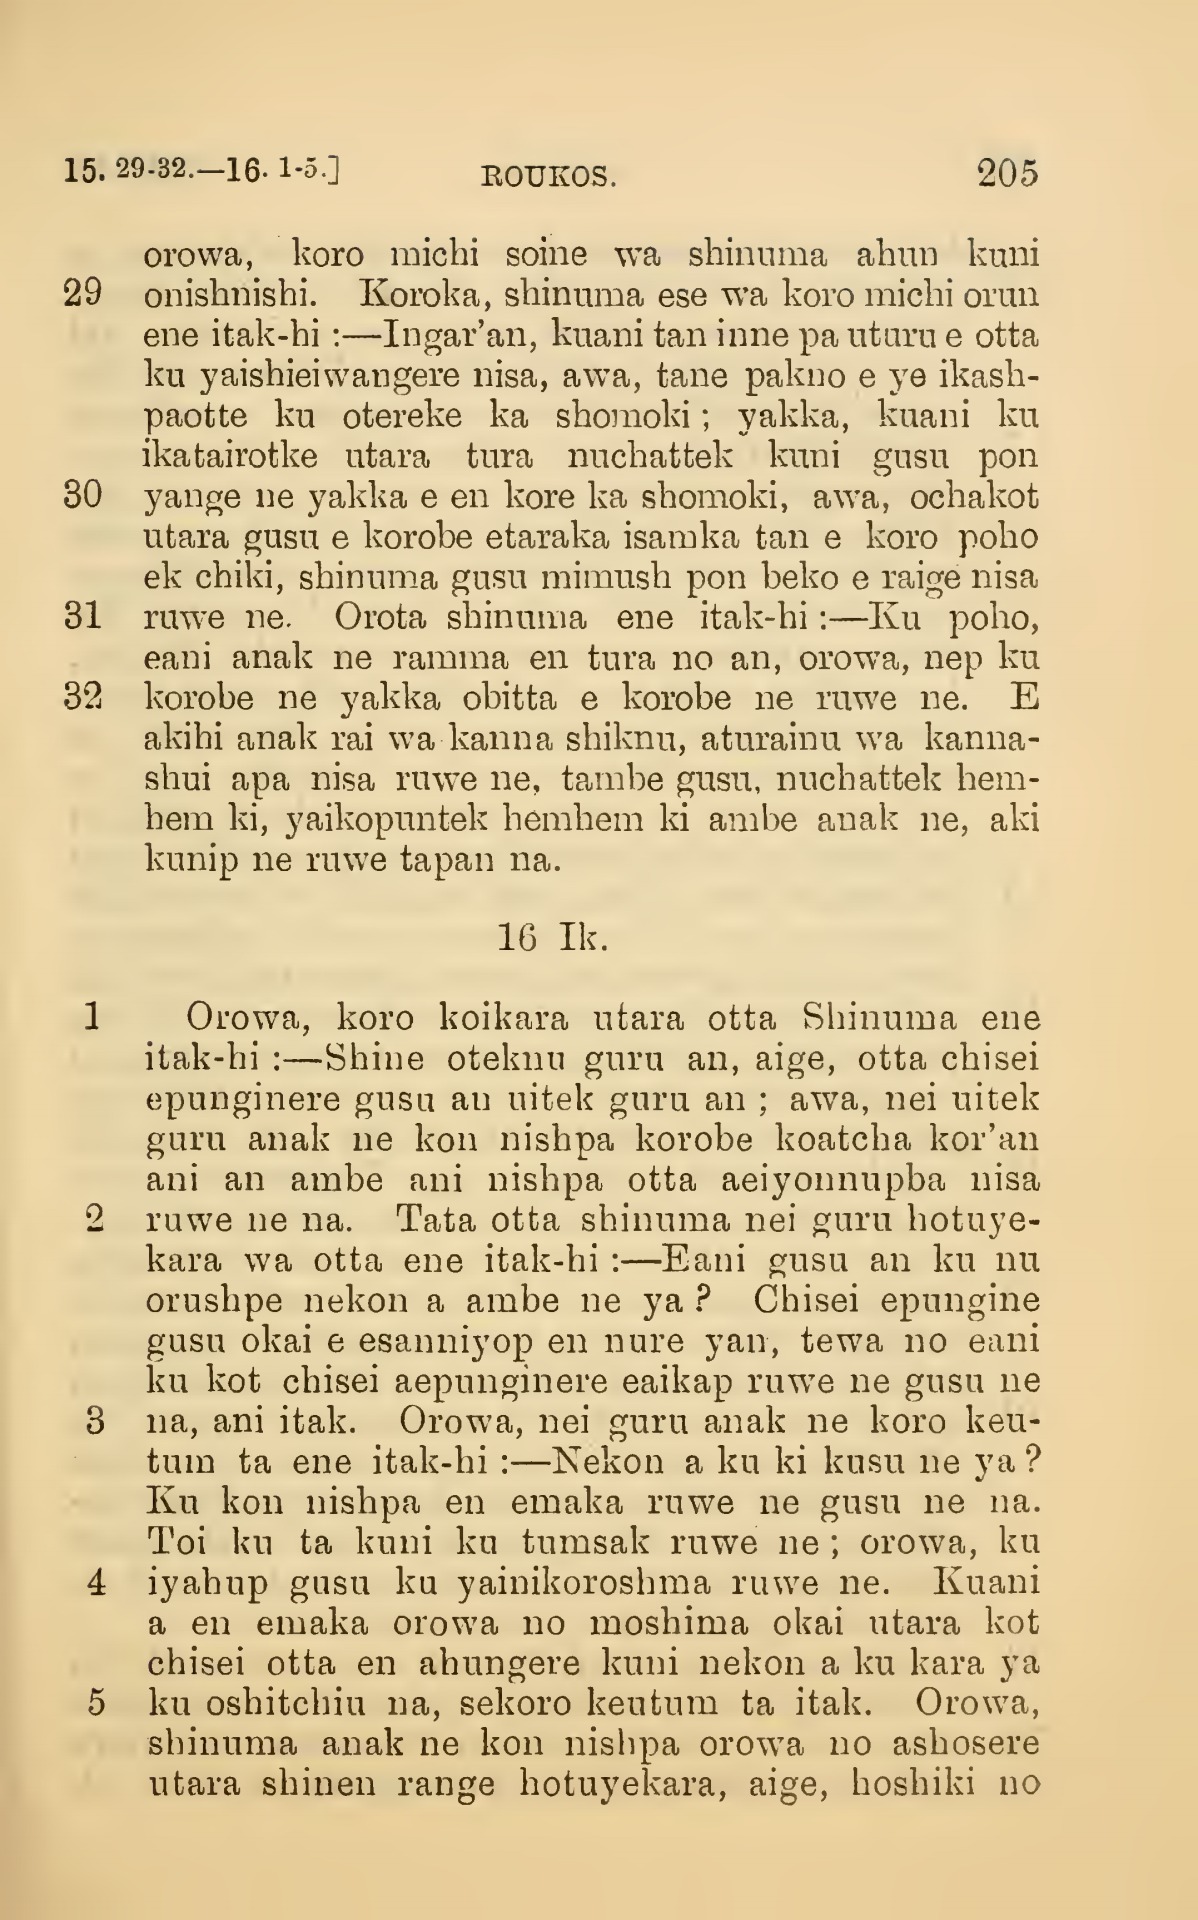 15. 29-32.—16. 1-5.] ROUKOS. 205
orowa, koro michi soine wa shinuma ahun kuni
29 onishnishi. Koroka, shinuma ese wa koro michi orun
ene itak-hi :—Ingar'an, kuani tan inne pa uturu e otta
ku yaishieiwangere nisa, awa, tane pakno e ye ikash-
paotte ku otereke ka shomoki ; yakka, kuani ku
ikatairotke utara tura nuchattek kuni gusu pon
30 yange ne yakka e en kore ka shomoki, awa, ochakot
utara gusu e korobe etaraka isamka tan e koro poho
ek chiki, shinuma gusu mimush pon beko e raige nisa
31 ruwe ne. Orota shinuma ene itak-hi :—Ku poho,
eani anak ne ramma en tura no an, orowa, nep ku
32 korobe ne yakka obitta e korobe ne ruwe ne. E
akihi anak rai wa kanna shiknu, aturainu wa kanna-
shui apa nisa ruwe ne, tambe gusu, nuchattek hem-
hem ki, yaikopuntek hemhem ki ambe anak ne, aki
kunip ne ruwe tapan na.
16 Ik.
1 Orowa, koro koikara utara otta Shinuma ene
itak-hi :—Shine oteknu guru an, aige, otta chisei
epunginere gusu an uitek guru an ; awa, nei uitek
guru anak ne kon nishpa korobe koatcha kor'an
ani an ambe ani nishpa otta aeiyonnupba nisa
2 ruwe ne na. Tata otta shinuma nei guru hotuye-
kara wa otta ene itak-hi :—Eani gusu an ku nu
orushpe nekon a ambe ne ya ? Chisei epungine
gusu okai e esanniyop en nure yan, tewa no eani
ku kot chisei aepunginere eaikap ruwe ne gusu ne
3 na, ani itak. Orowa, nei guru anak ne koro keu-
tum ta ene itak-hi :—Nekon a ku ki kusu ne ya ?
Ku kon nishpa en emaka ruwe ne gusu ne na.
Toi ku ta kuni ku tumsak ruwe ne ; orowa, ku
4 iyahup gusu ku yainikoroshma ruwe ne. Kuani
a en emaka orowa no moshima okai utara kot
chisei otta en ahungere kuni nekon a ku kara ya
5 ku oshitchiu na, sekoro keutum ta itak. Orowa,
shinuma anak ne kon nishpa orowa no ashosere
utara shinen range hotuyekara, aige, hoshiki no